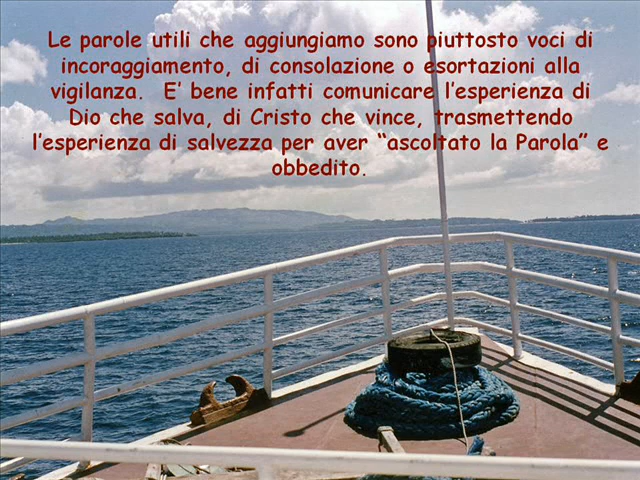 Le parole utili che aggiungiamo sono piuttosto voci di
incoraggiamento, di consolazione o esortazioni alla
vigilanza.  E’ bene infatti comunicare l’esperienza di
Dio che salva, di Cristo che vince, trasmettendo
l’esperienza di salvezza per aver “ascoltato la Parola” e
obbedito.